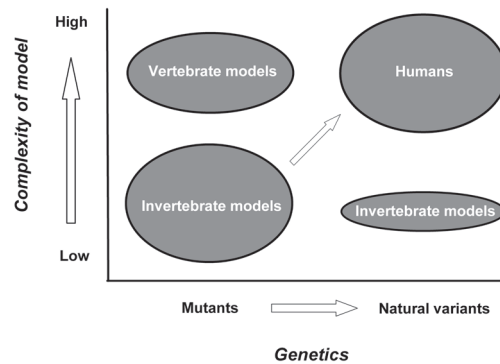 High
Complexity of model
Low
Vertebrate models
Humans
Invertebrate models
Invertebrate models
Mutants
Natural variants
Genetics